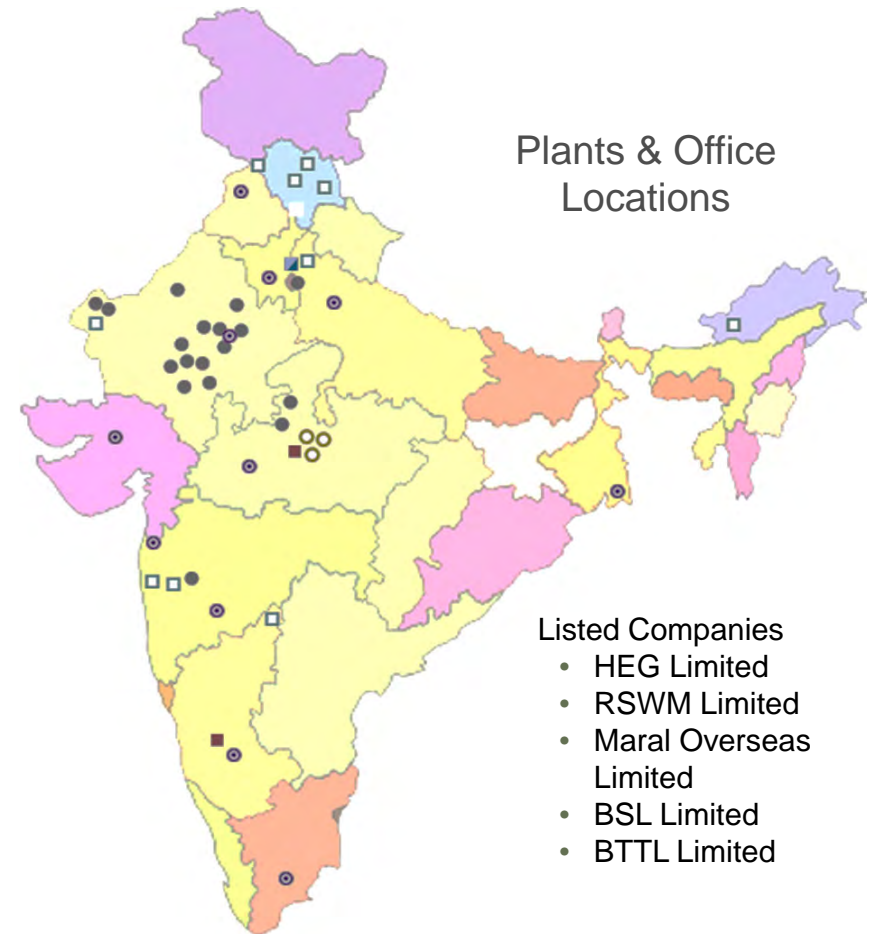 Plants & Office
Locations
Listed Companies
• HEG Limited
• RSWM Limited
• Maral Overseas
Limited
• BSL Limited
• BTTL Limited